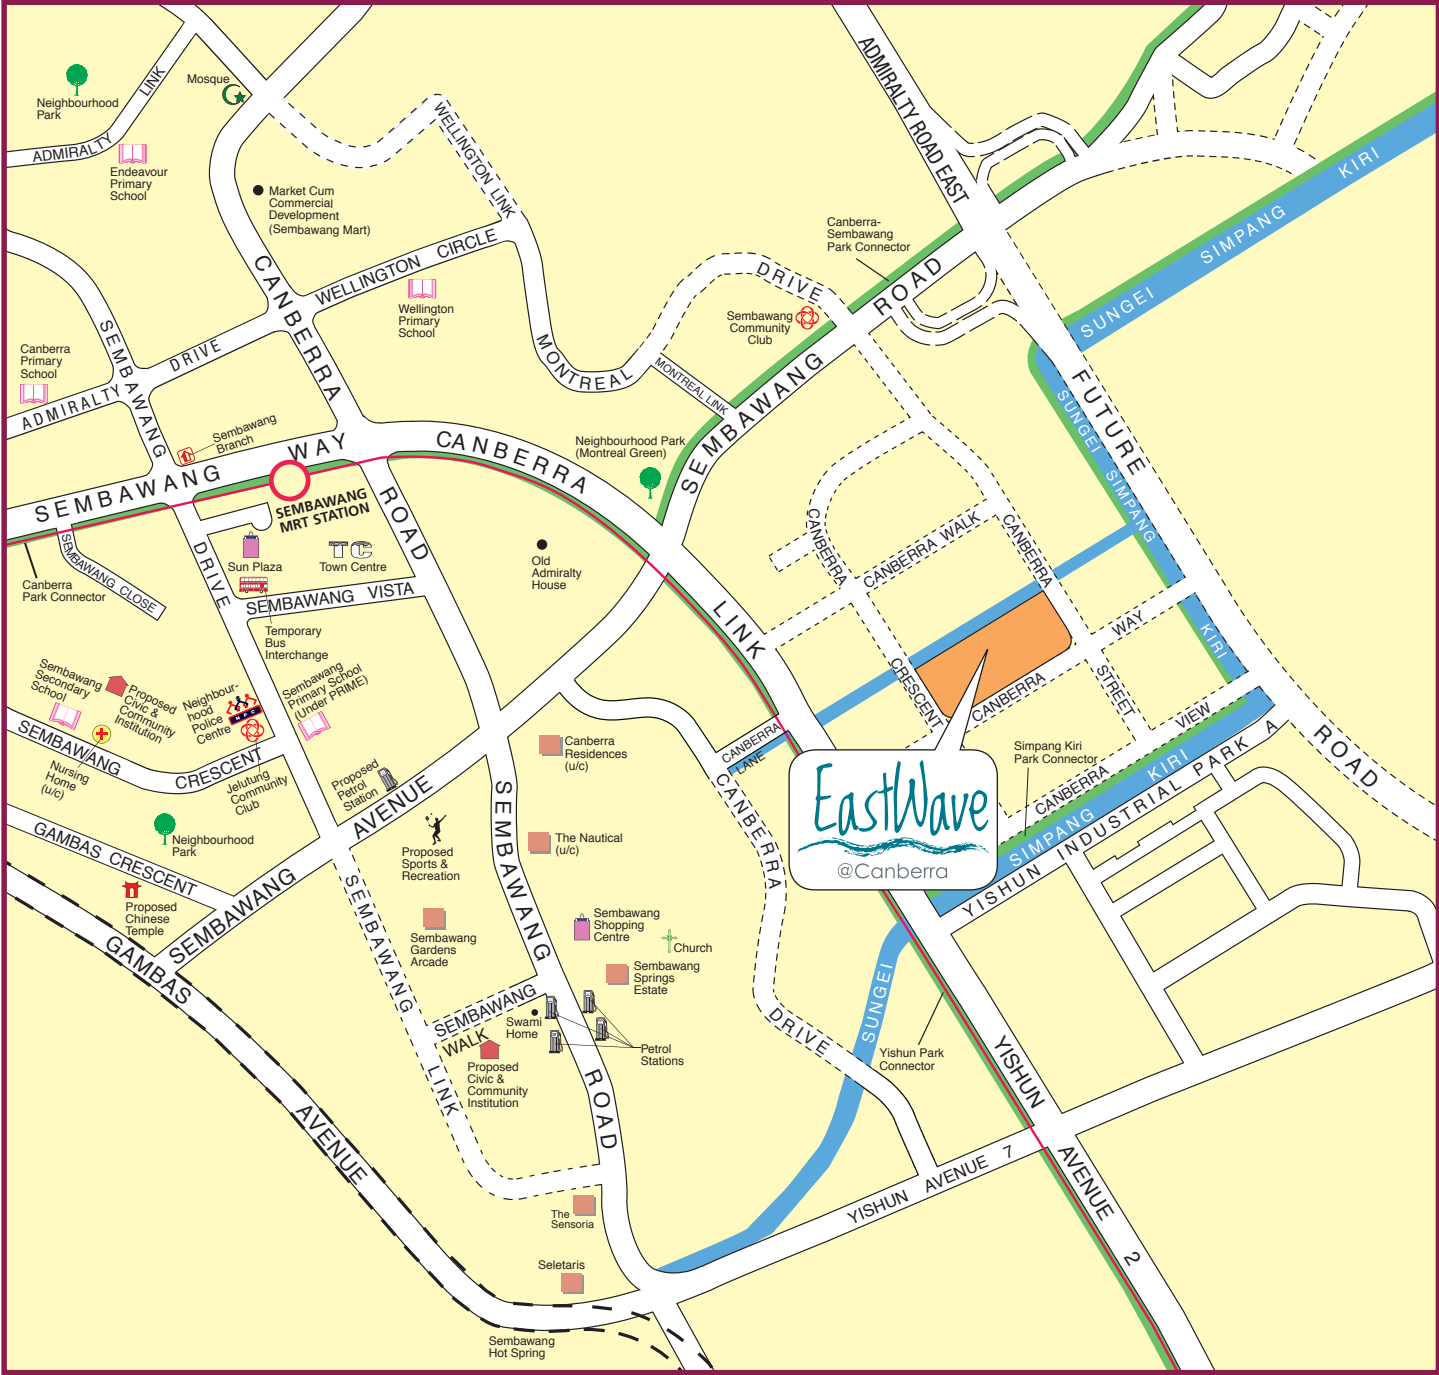 Neighbourhood
Park
ADMIRALTY
LINK
Mosque
Endeavour
Primary
School
Market Cum
Commercial
Development
(Sembawang Mart)
WELLINGTON LINK
WELLINGTON CIRCLE
Wellington
Primary
School
CANBERRA
SEMBAWANG
Canberra
Primary
School
ADMIRALTY
DRIVE
Sembawang
Branch
SEMBAWANG
WAY
SEMBAWANG
MRT STATION
MONTREAL
DRIVE
MONTREAL LINK
Sembawang
Community
Club
Canberra-
Sembawang
Park Connector
ADMIRALTY ROAD EAST
SEMBAWANG
ROAD
SUNGEI
SIMPANG
KIRI
FUTURE
ROAD
SUNGEI
SIMPANG
KIRI
Neighbourhood Park
(Montreal Green)
CANBERRA
LINK
ROAD
Canberra
Park Connector
SEMBAWANG CLOSE
DRIVE
Sun Plaza
TC
Town Centre
SEMBAWANG VISTA
Temporary
Bus
Interchange
Old
Admiralty
House
CANBERRA
CRESCENT
CANBERRA WALK
CANBERRA
STREET
CANBERRA
WAY
CANBERRA
VIEW
Simpang Kiri
Park Connector
SIMPANG
KIRI
YISHUN INDUSTRIAL PARK A
Sembawang
Secondary
School
Proposed
Civic &
Community
Institution
Neighbour-
hood
Police
Centre
NPC
Sembawang
Primary School
(Under PRIME)
SEMBAWANG
CRESCENT
Nursing
Home
(u/c)
Jelutung
Community
Club
Proposed
Petrol
Station
GAMBAS CRESCENT
Neighbourhood
Park
Proposed
Chinese
Temple
SEMBAWANG
AVENUE
GAMBAS
AVENUE
Proposed
Sports &
Recreation
Sembawang
Gardens
Arcade
SEMBAWANG
LINK
SEMBAWANG
WALK
Swami
Home
Proposed
Civic &
Community
Institution
SEMBAWANG
ROAD
Canberra
Residences
(u/c)
The Nautical
(u/c)
Sembawang
Shopping
Centre
Church
Sembawang
Springs
Estate
Petrol
Stations
CANBERRA
LANE
CANBERRA
DRIVE
EastWave
@Canberra
SUNGEI
Yishun Park
Connector
YISHUN
AVENUE
2
YISHUN AVENUE 7
The
Sensoria
Seletaris
Sembawang
Hot Spring